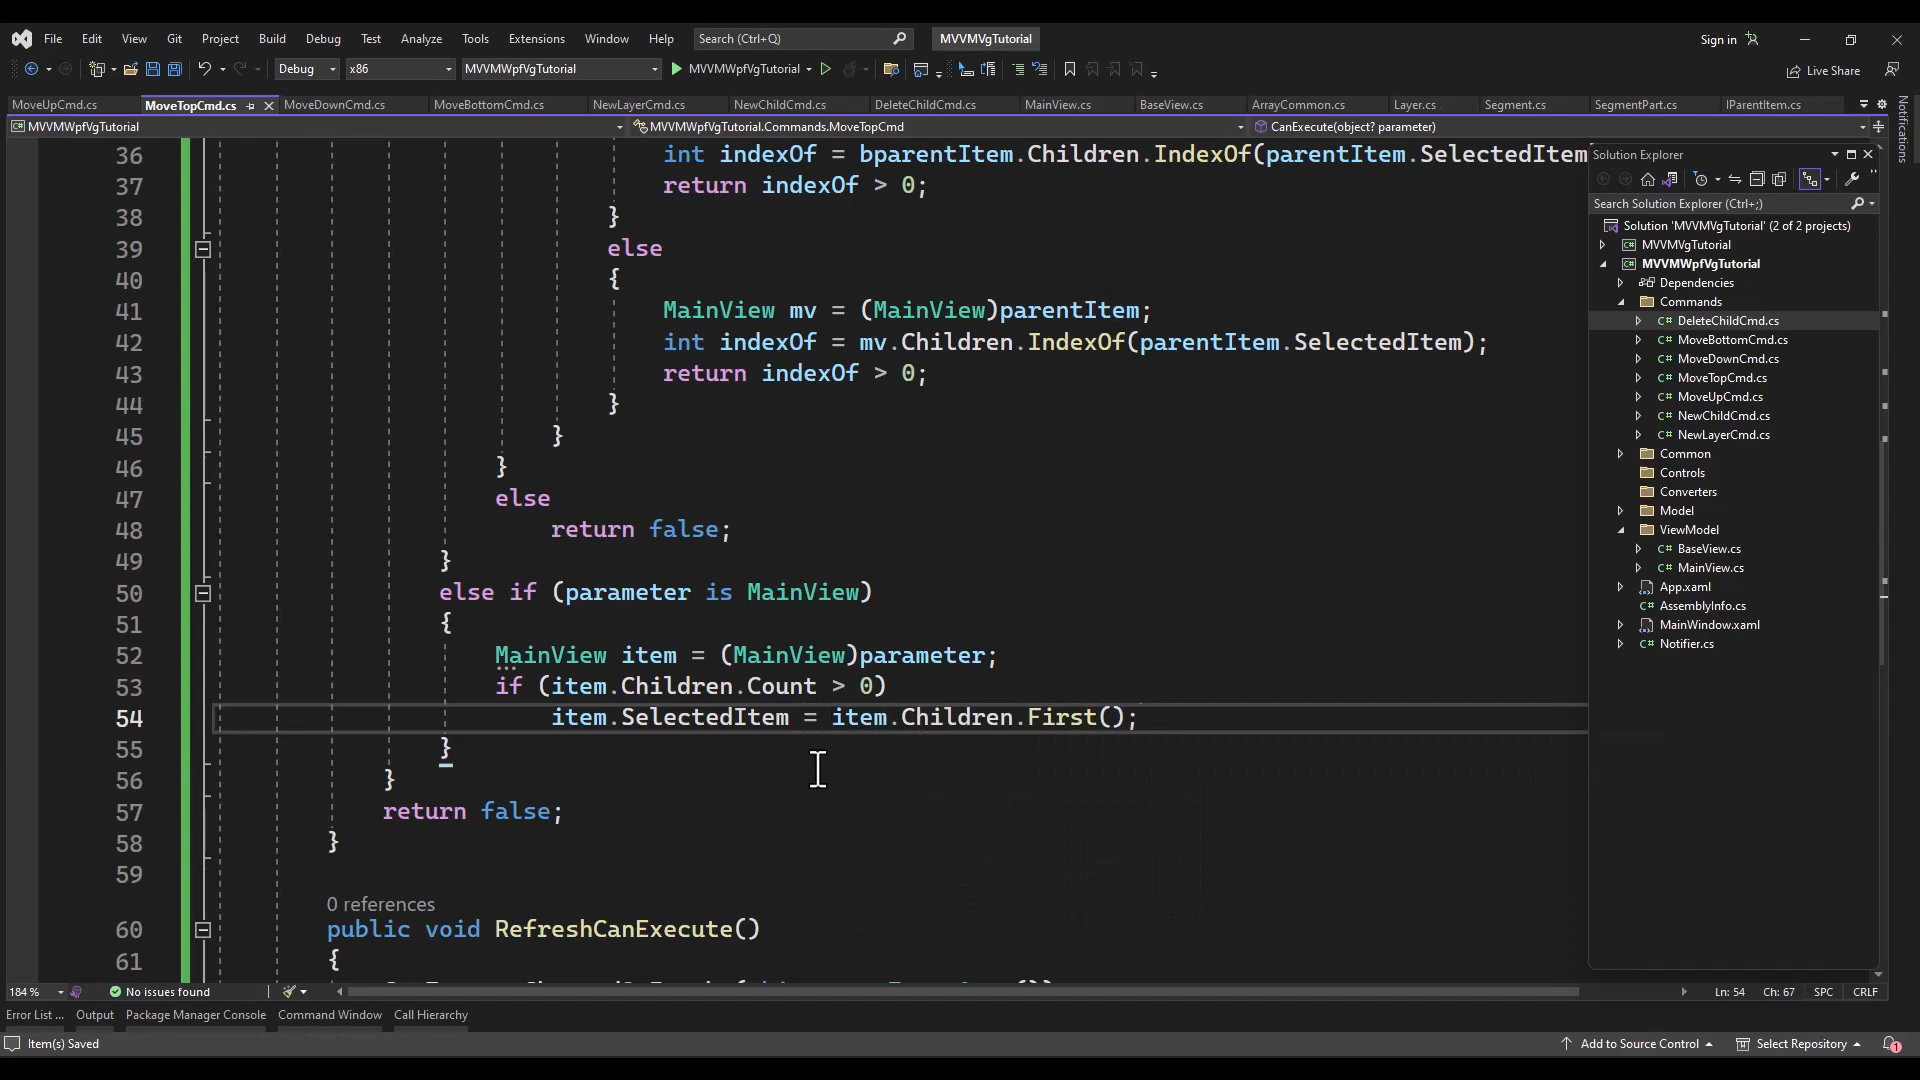 File Edit View Git Project Build Debug Test Analyze Tools Extensions Window Help Search (Ctrl+Q) MVVMVgTutorial Sign in
Debug x86 MVVMWpfVgTutorial MVVMWpfVgTutorial Live Share
MoveUpCmd.cs MoveTopCmd.cs MoveDownCmd.cs MoveBottomCmd.cs NewLayerCmd.cs NewChildCmd.cs DeleteChildCmd.cs MainView.cs BaseView.cs ArrayCommon.cs Layer.cs Segment.cs SegmentPart.cs IParentItem.cs
MVVMWpfVgTutorial MVVMWpfVgTutorial.Commands.MoveTopCmd CanExecute(object? parameter)
Notifications
36 int indexOf = bparentItem.Children.IndexOf(parentItem.SelectedItem
37 return indexOf > 0;
38 }
39 else
40 {
41 MainView mv = (MainView)parentItem;
42 int indexOf = mv.Children.IndexOf(parentItem.SelectedItem);
43 return indexOf > 0;
44 }
45 }
46 }
47 else
48 return false;
49 }
50 else if (parameter is MainView)
51 {
52 MainView item = (MainView)parameter;
53 if (item.Children.Count > 0)
54 item.SelectedItem = item.Children.First();
55 }
56 }
57 return false;
58 }
59
0 references
60 public void RefreshCanExecute()
61 {
Solution Explorer
Search Solution Explorer (Ctrl+;)
Solution 'MVVMVgTutorial' (2 of 2 projects)
MVVMVgTutorial
MVVMWpfVgTutorial
Dependencies
Commands
C# DeleteChildCmd.cs
C# MoveBottomCmd.cs
C# MoveDownCmd.cs
C# MoveTopCmd.cs
C# MoveUpCmd.cs
C# NewChildCmd.cs
C# NewLayerCmd.cs
Common
Controls
Converters
Model
ViewModel
C# BaseView.cs
C# MainView.cs
App.xaml
C# AssemblyInfo.cs
MainWindow.xaml
C# Notifier.cs
184 % No issues found Ln: 54 Ch: 67 SPC CRLF
Error List ... Output Package Manager Console Command Window Call Hierarchy
Item(s) Saved Add to Source Control Select Repository 1